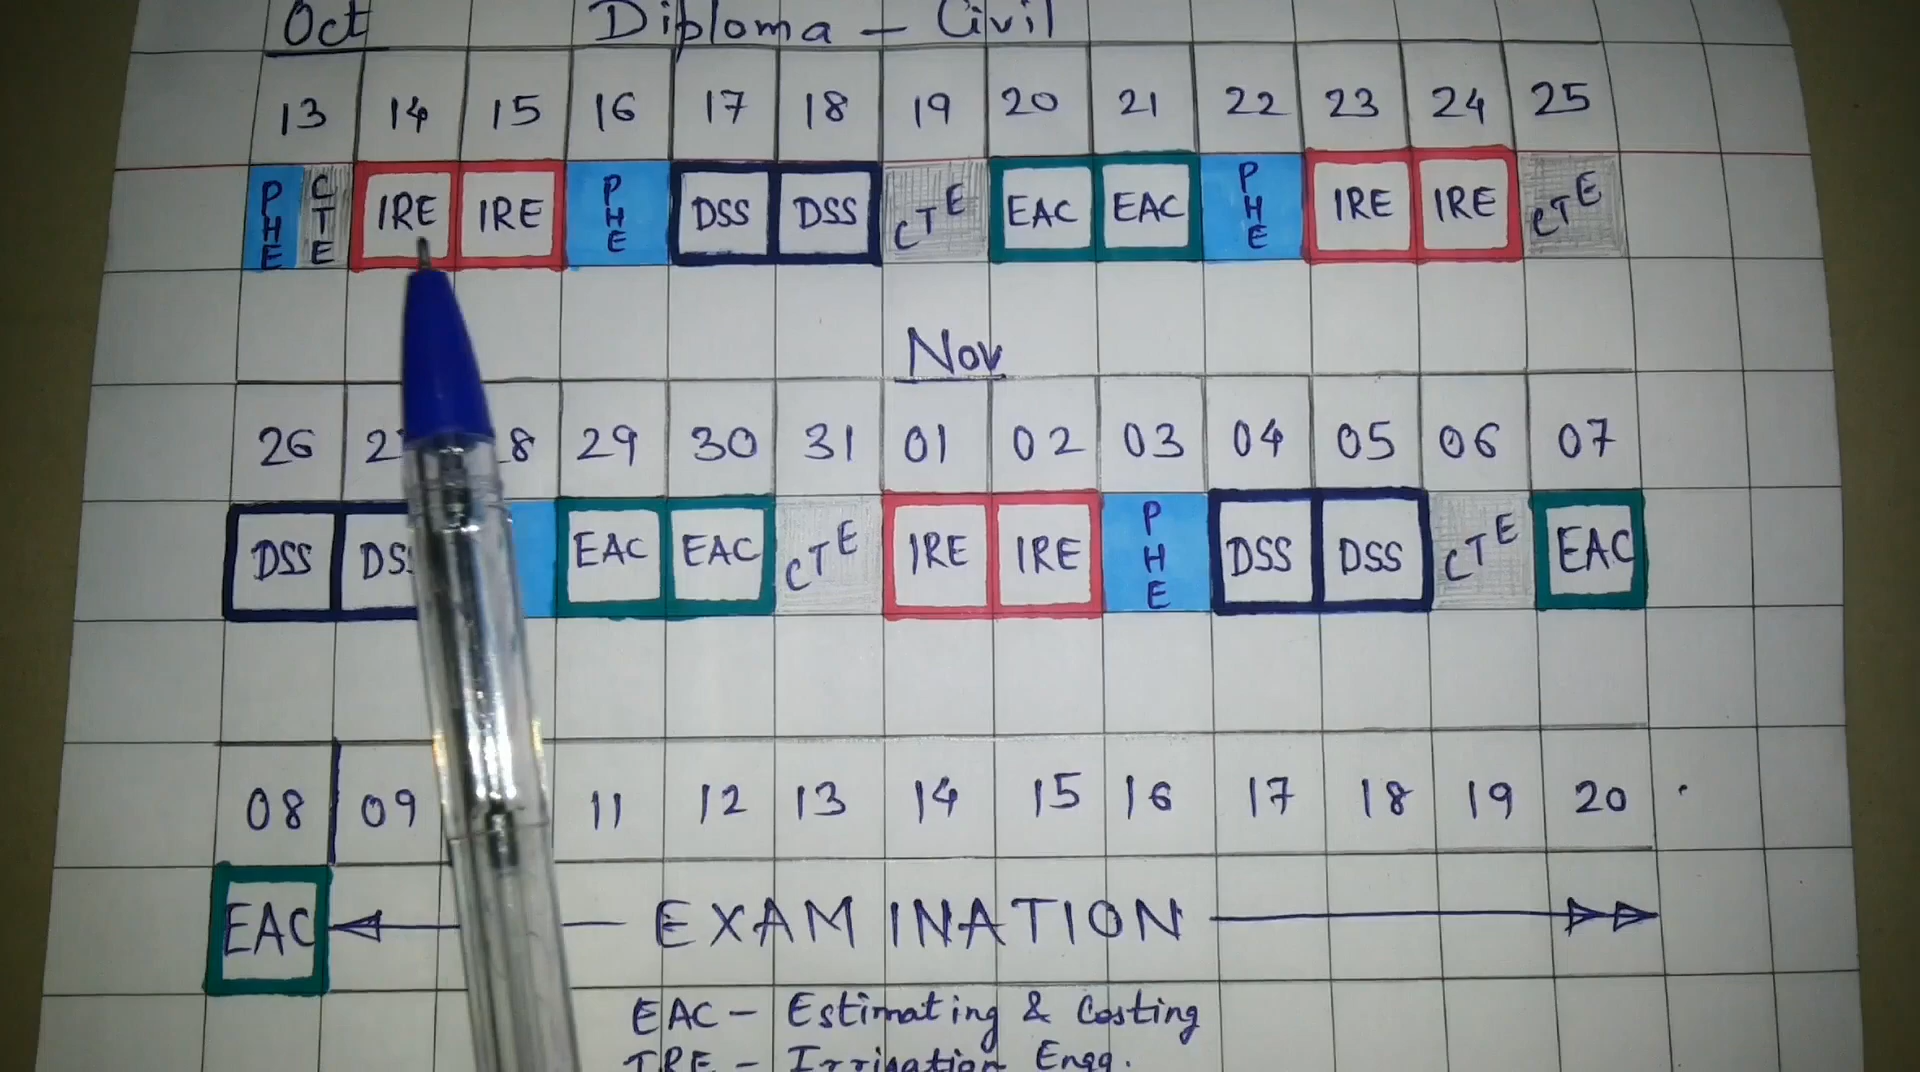 Oct Diploma - Civil
13 14 15 16 17 18 19 20 21 22 23 24 25
PHE CTE IRE IRE PHE DSS DSS CTE EAC EAC PHE IRE IRE CTE
Nov
26 29 30 31 01 02 03 04 05 06 07
DSS EAC EAC CTE IRE IRE PHE DSS DSS CTE EAC
08 09 11 12 13 14 15 16 17 18 19 20
EAC EXAMINATION
EAC - Estimating & Costing
IRE - Irrigation Engg.